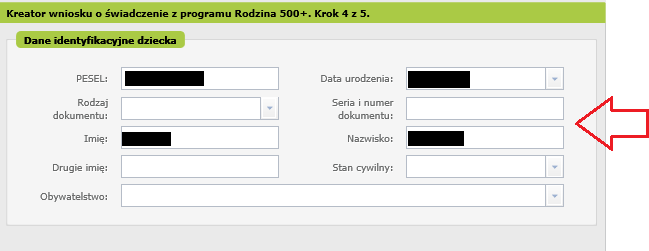 Kreator wniosku o świadczenie z programu Rodzina 500+. Krok 4 z 5.
Dane identyfikacyjne dziecka
PESEL: Data urodzenia:
Rodzaj dokumentu: Seria i numer dokumentu:
Imię: Nazwisko:
Drugie imię: Stan cywilny:
Obywatelstwo: